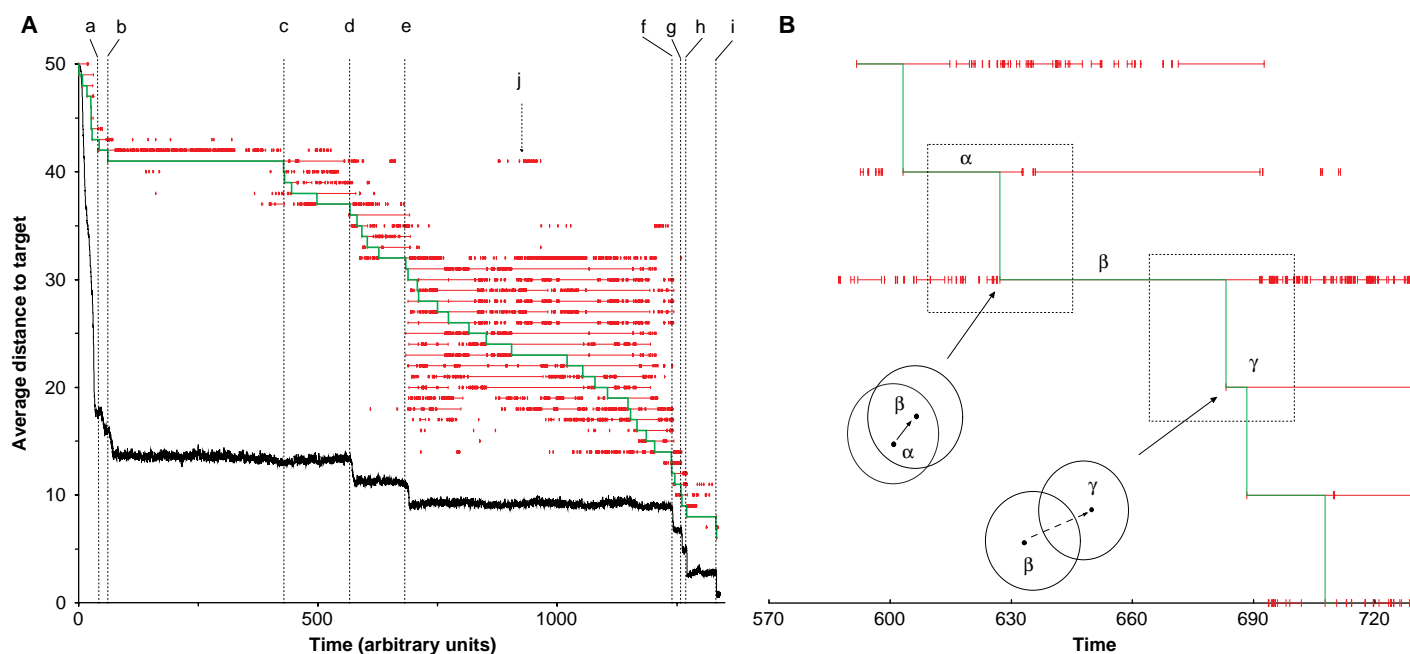 A
a
b
c
d
e
f
g
h
i
j
50
40
30
20
10
0
Average distance to target
0
500
1000
Time (arbitrary units)
B
α
β
γ
β
α
γ
β
570
600
630
660
690
720
Time